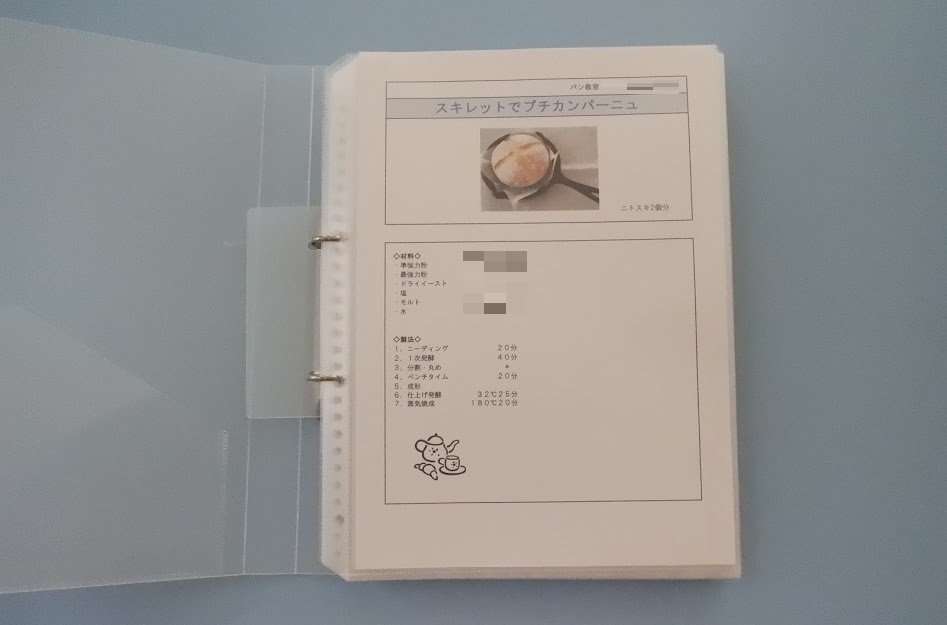 パン教室
スキレットでプチカンパーニュ
ニトスキ2個分
◇材料◇
・準強力粉
・最強力粉
・ドライイースト
・塩
・モルト
・水
◇製法◇
1．ニーディング 20分
2．1次発酵 40分
3．分割・丸め *
4．ベンチタイム 20分
5．成形
6．仕上げ発酵 32℃25分
7．蒸気焼成 180℃20分